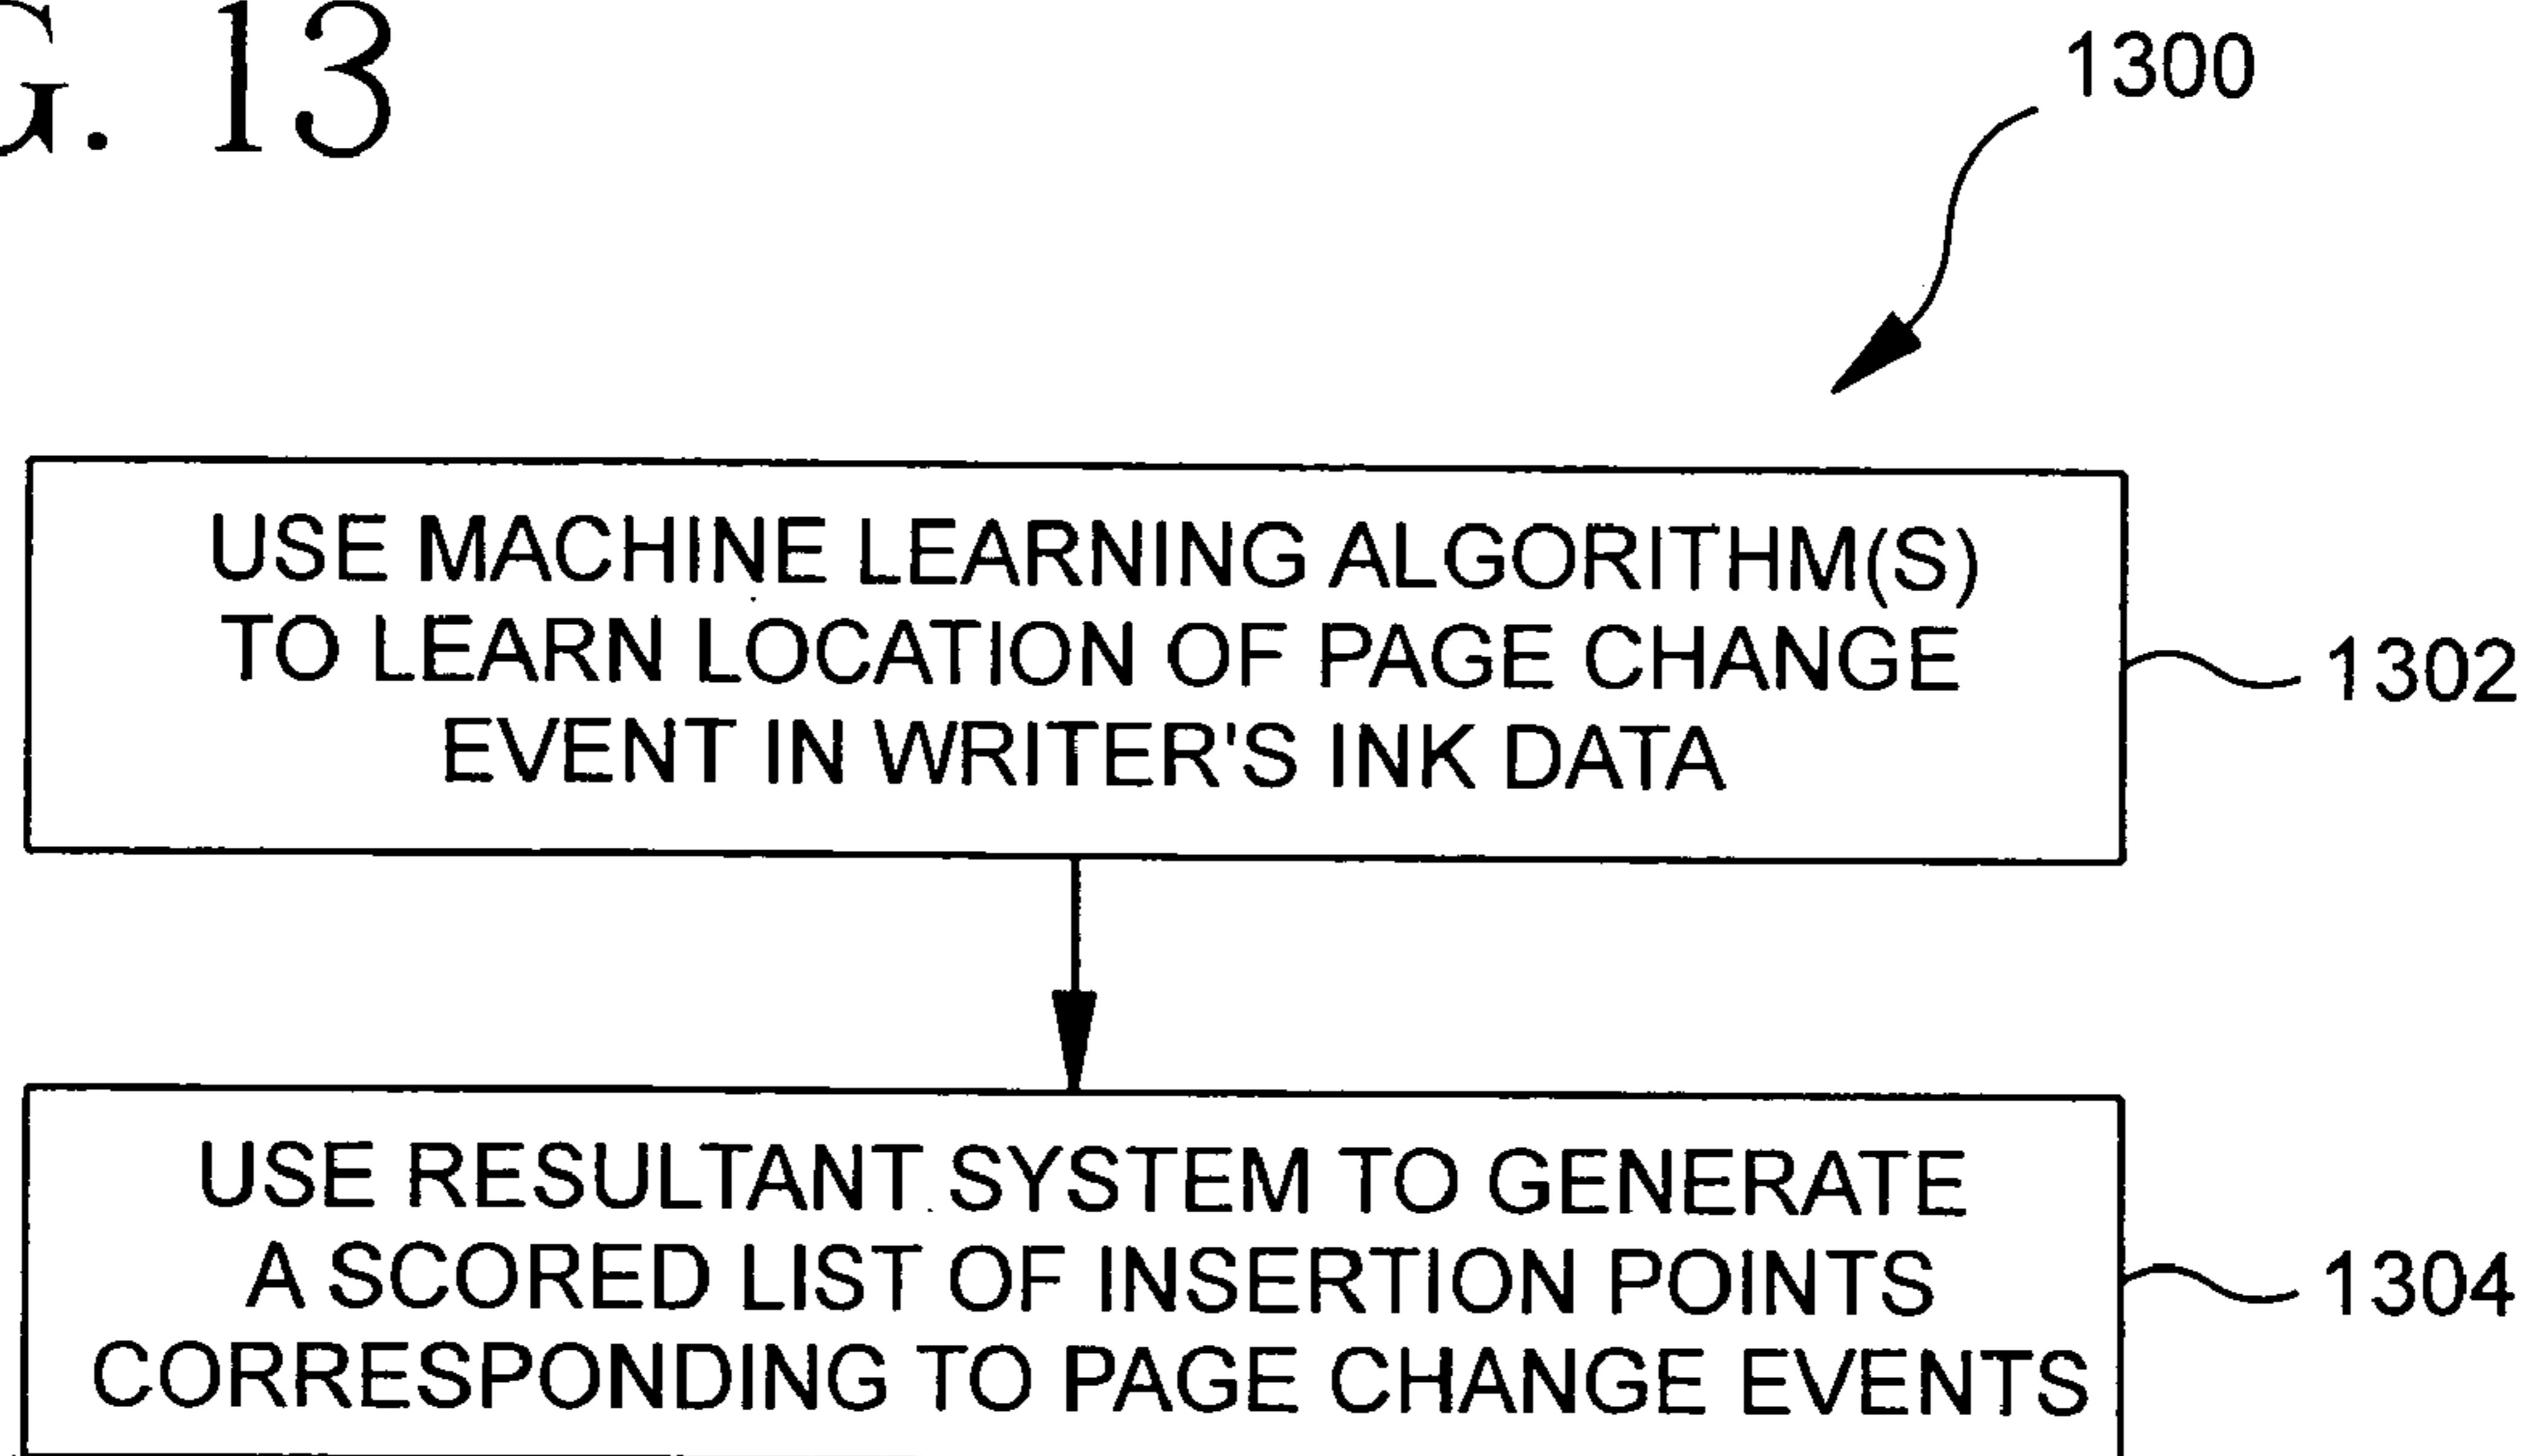 G. 13
1300
USE MACHINE LEARNING ALGORITHM(S)
TO LEARN LOCATION OF PAGE CHANGE
EVENT IN WRITER'S INK DATA
1302
USE RESULTANT SYSTEM TO GENERATE
A SCORED LIST OF INSERTION POINTS
CORRESPONDING TO PAGE CHANGE EVENTS
1304